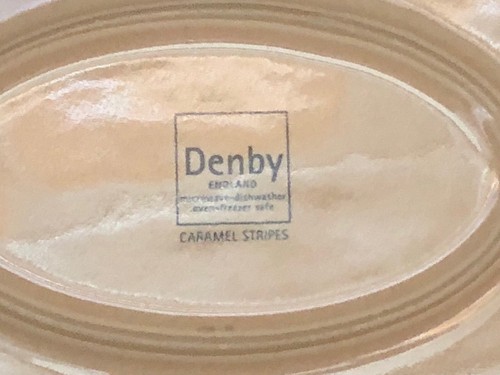 Denby
ENGLAND
microwave-dishwasher
oven-freezer safe
CARAMEL STRIPES